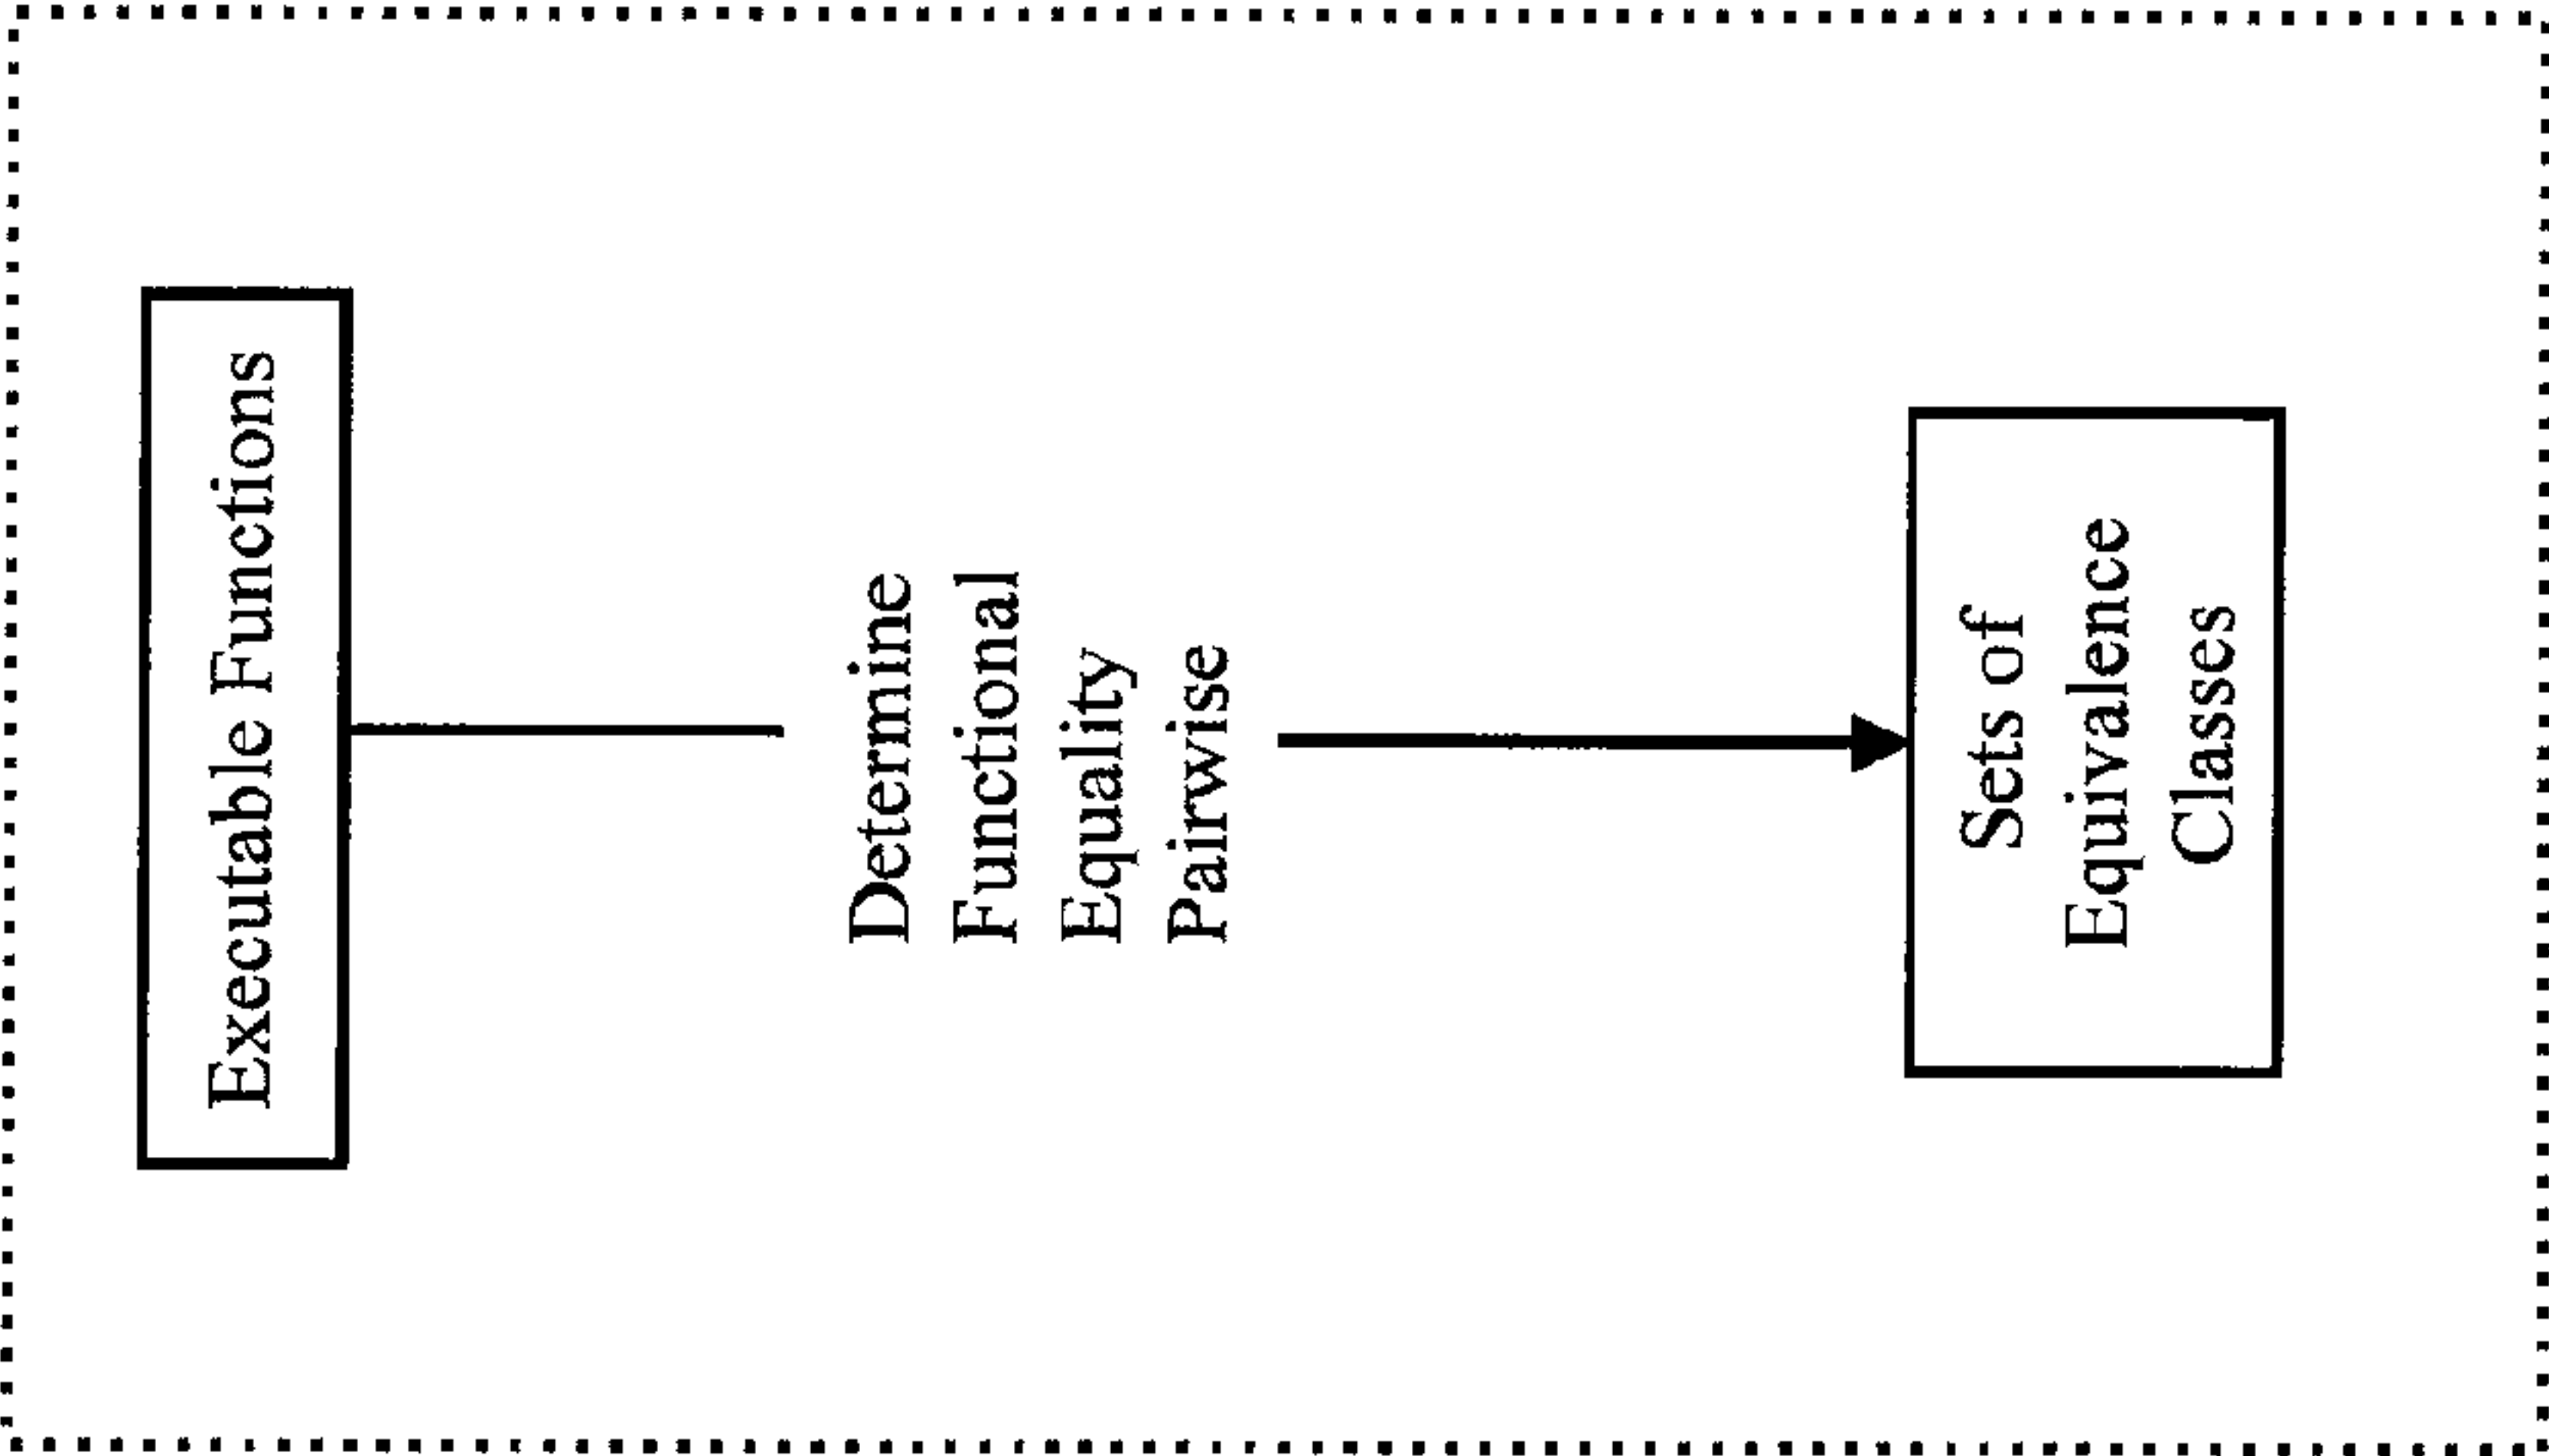 Executable Functions
Determine
Functional
Equality
Pairwise
Sets of
Equivalence
Classes